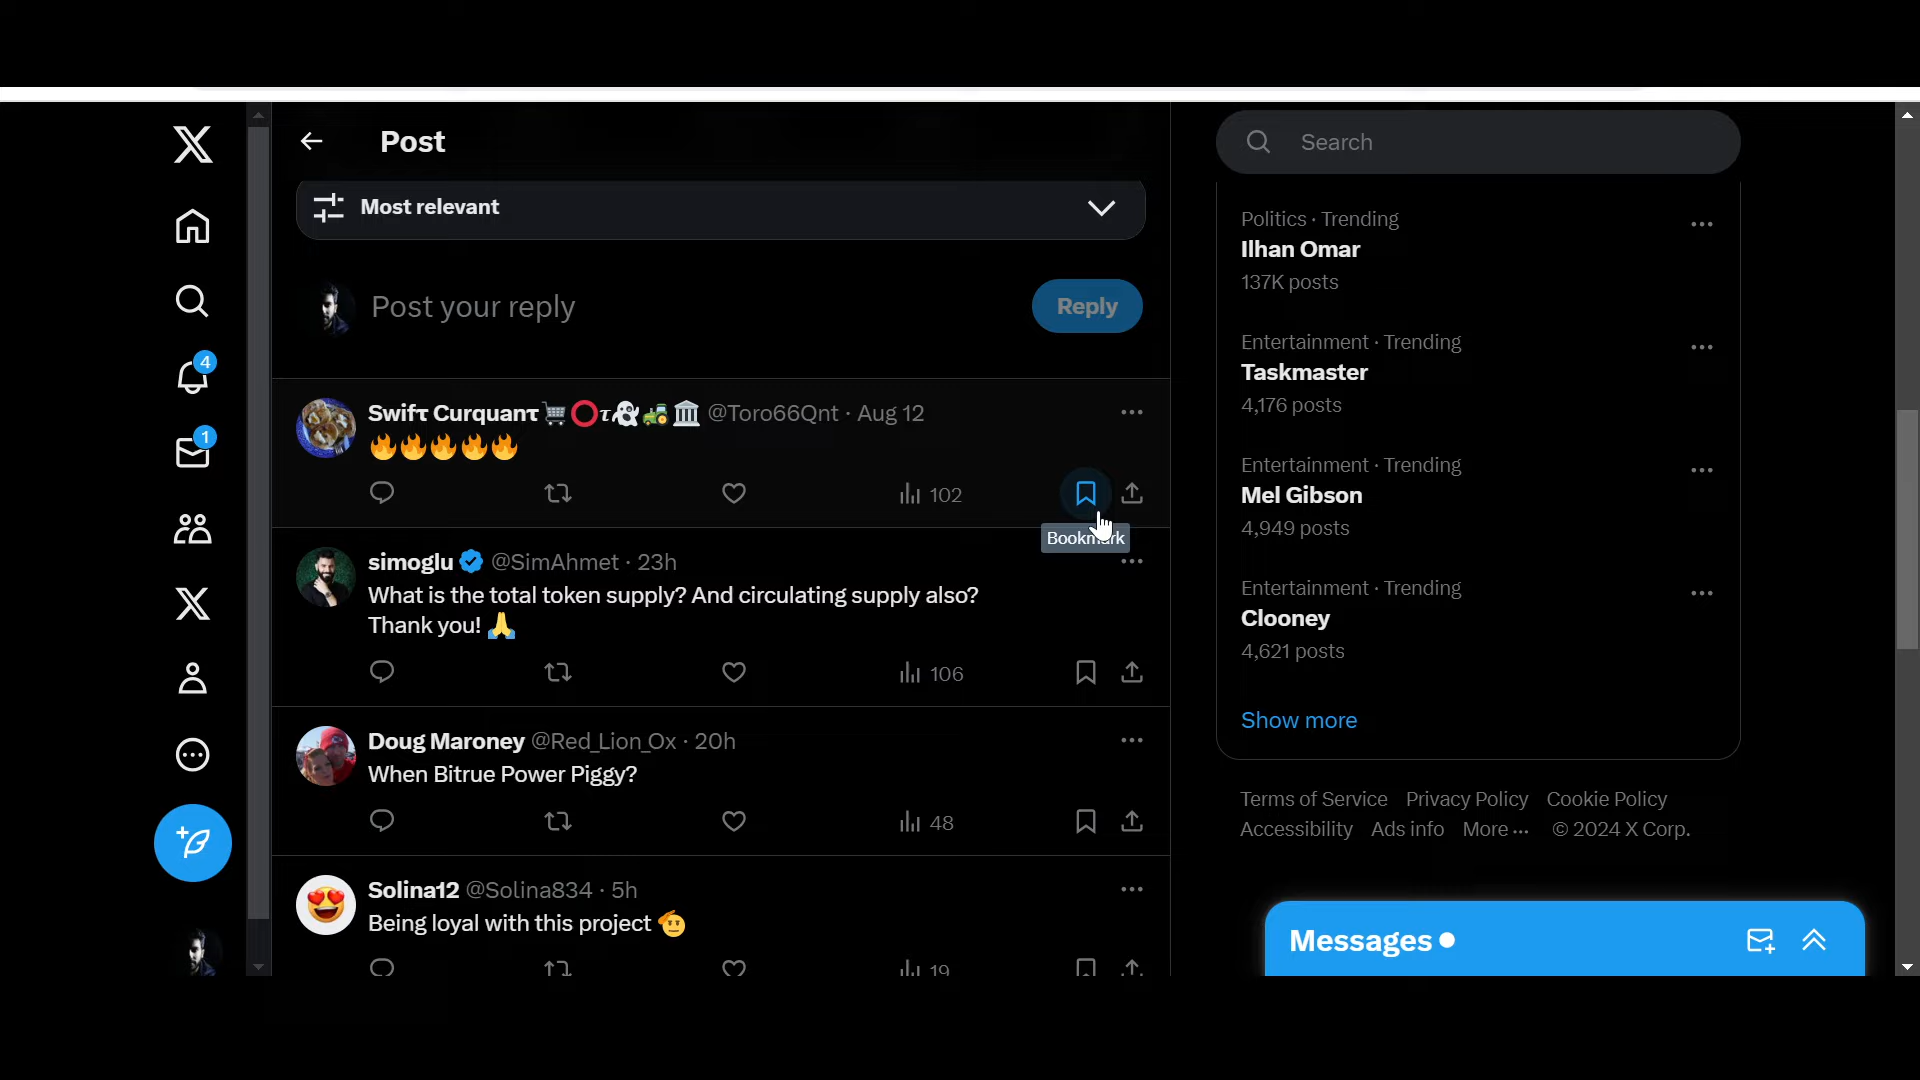 Post
Search
Most relevant
Post your reply
Reply
Swifτ Curquanτ🛒⭕τ👻🚜🏛️ @Toro66Qnt · Aug 12
🔥🔥🔥🔥🔥
102
Bookmark
simoglu @SimAhmet · 23h
What is the total token supply? And circulating supply also?
Thank you! 🙏
106
Doug Maroney @Red_Lion_Ox · 20h
When Bitrue Power Piggy?
48
Solina12 @Solina834 · 5h
Being loyal with this project 🫡
19
4
1
Politics · Trending
Ilhan Omar
137K posts
Entertainment · Trending
Taskmaster
4,176 posts
Entertainment · Trending
Mel Gibson
4,949 posts
Entertainment · Trending
Clooney
4,621 posts
Show more
Terms of Service Privacy Policy Cookie Policy
Accessibility Ads info More ··· © 2024 X Corp.
Messages